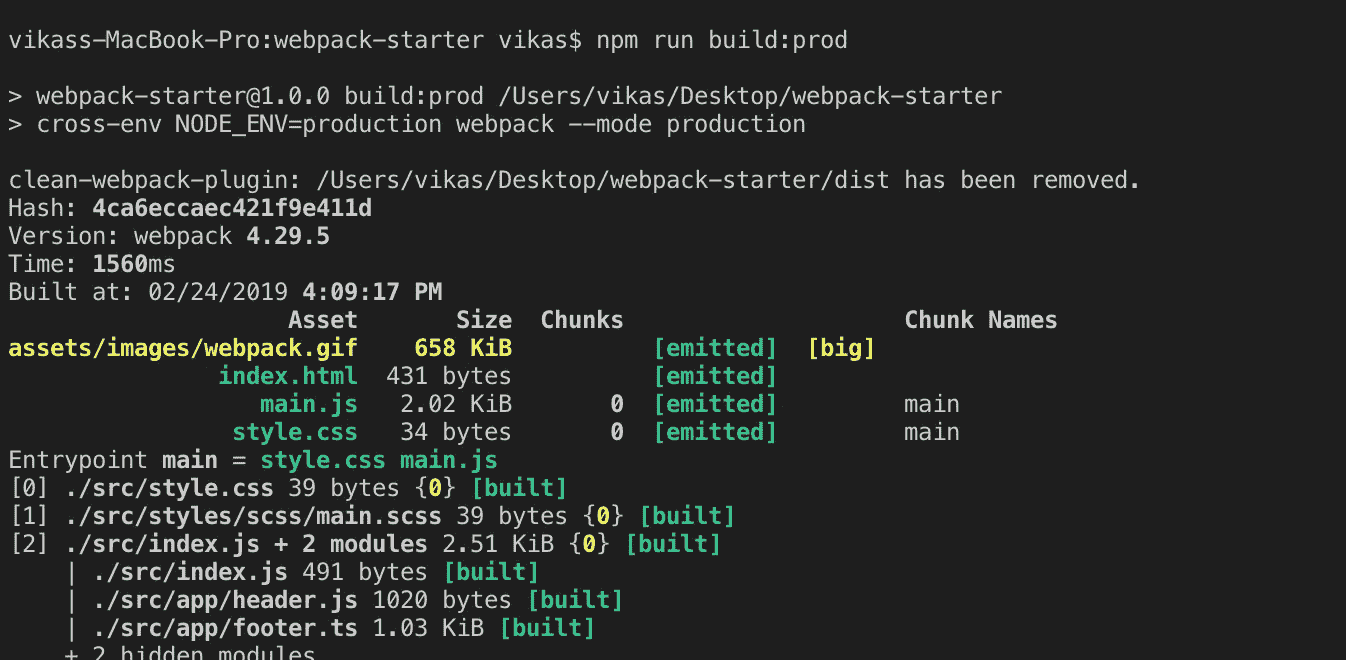 vikass-MacBook-Pro:webpack-starter vikas$ npm run build:prod
> webpack-starter@1.0.0 build:prod /Users/vikas/Desktop/webpack-starter
> cross-env NODE_ENV=production webpack --mode production
clean-webpack-plugin: /Users/vikas/Desktop/webpack-starter/dist has been removed.
Hash: 4ca6eccaec421f9e411d
Version: webpack 4.29.5
Time: 1560ms
Built at: 02/24/2019 4:09:17 PM
Asset Size Chunks Chunk Names
assets/images/webpack.gif 658 KiB [emitted] [big]
index.html 431 bytes [emitted]
main.js 2.02 KiB 0 [emitted] main
style.css 34 bytes 0 [emitted] main
Entrypoint main = style.css main.js
[0] ./src/style.css 39 bytes {0} [built]
[1] ./src/styles/scss/main.scss 39 bytes {0} [built]
[2] ./src/index.js + 2 modules 2.51 KiB {0} [built]
| ./src/index.js 491 bytes [built]
| ./src/app/header.js 1020 bytes [built]
| ./src/app/footer.ts 1.03 KiB [built]
+ 2 hidden modules